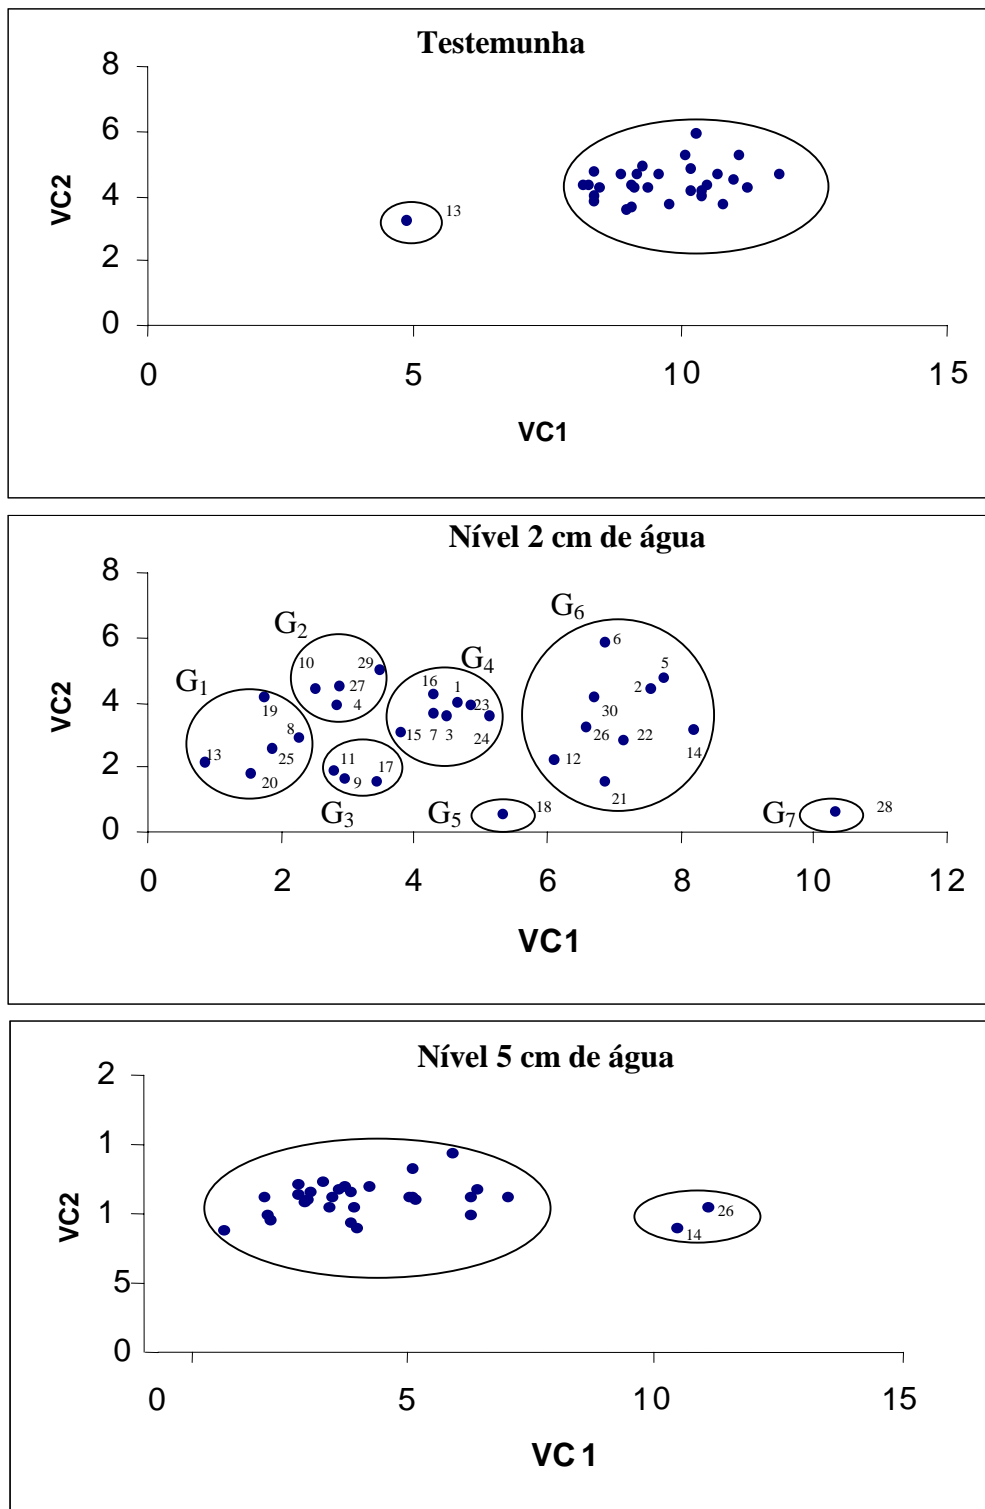 Testemunha
8
6
4
2
0
VC2
13
0 5 10 15
VC1
Nível 2 cm de água
8
6
4
2
0
VC2
G1
G2
G3
G4
G5
G6
G7
10
29
27
4
19
8
13
25
20
11
9
17
16
1
23
15
7
3
24
18
6
5
2
30
26
22
14
12
21
28
0 2 4 6 8 10 12
VC1
Nível 5 cm de água
2
1
1
5
0
VC2
26
14
0 5 10 15
VC 1